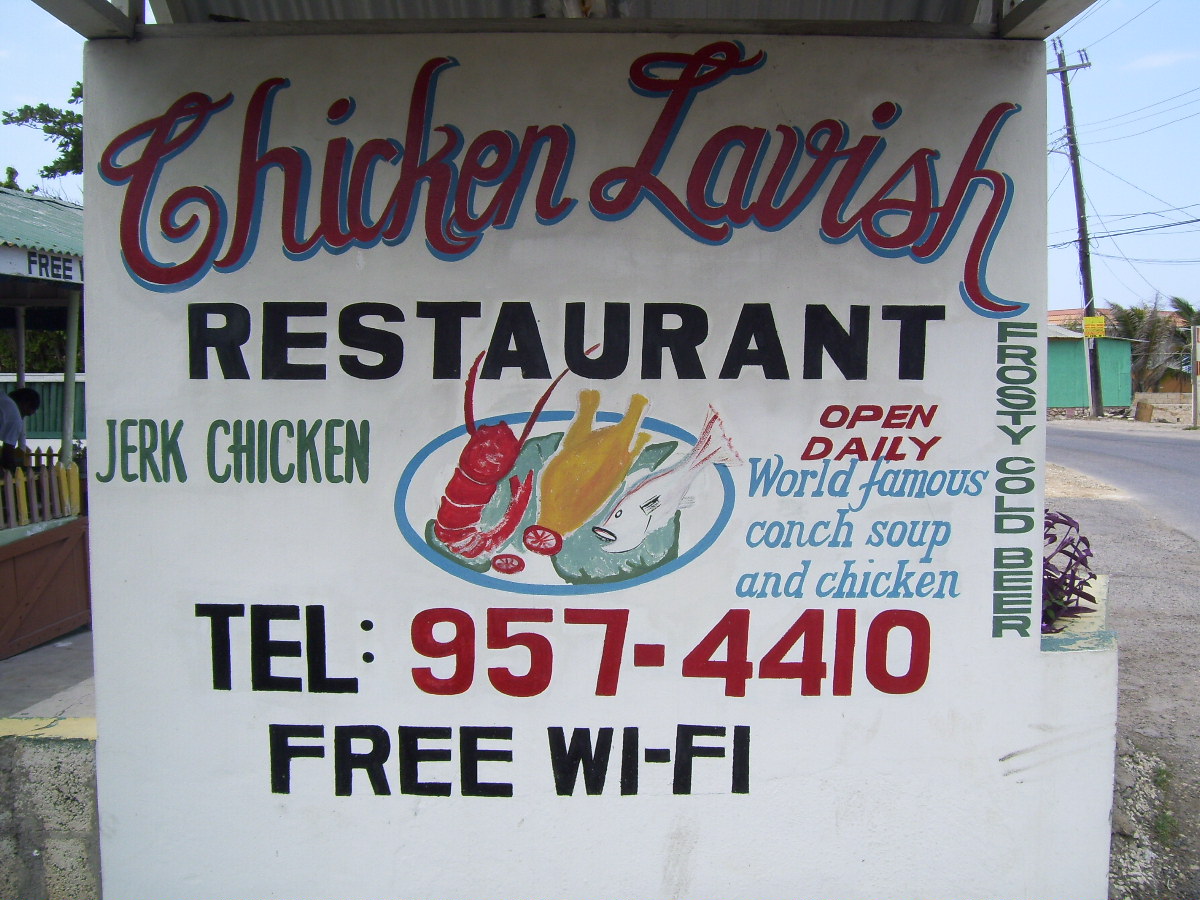 Chicken Lavish
RESTAURANT
JERK CHICKEN
OPEN
DAILY
World famous
conch soup
and chicken
FROSTY COLD BEER
TEL: 957-4410
FREE WI-FI
FREE